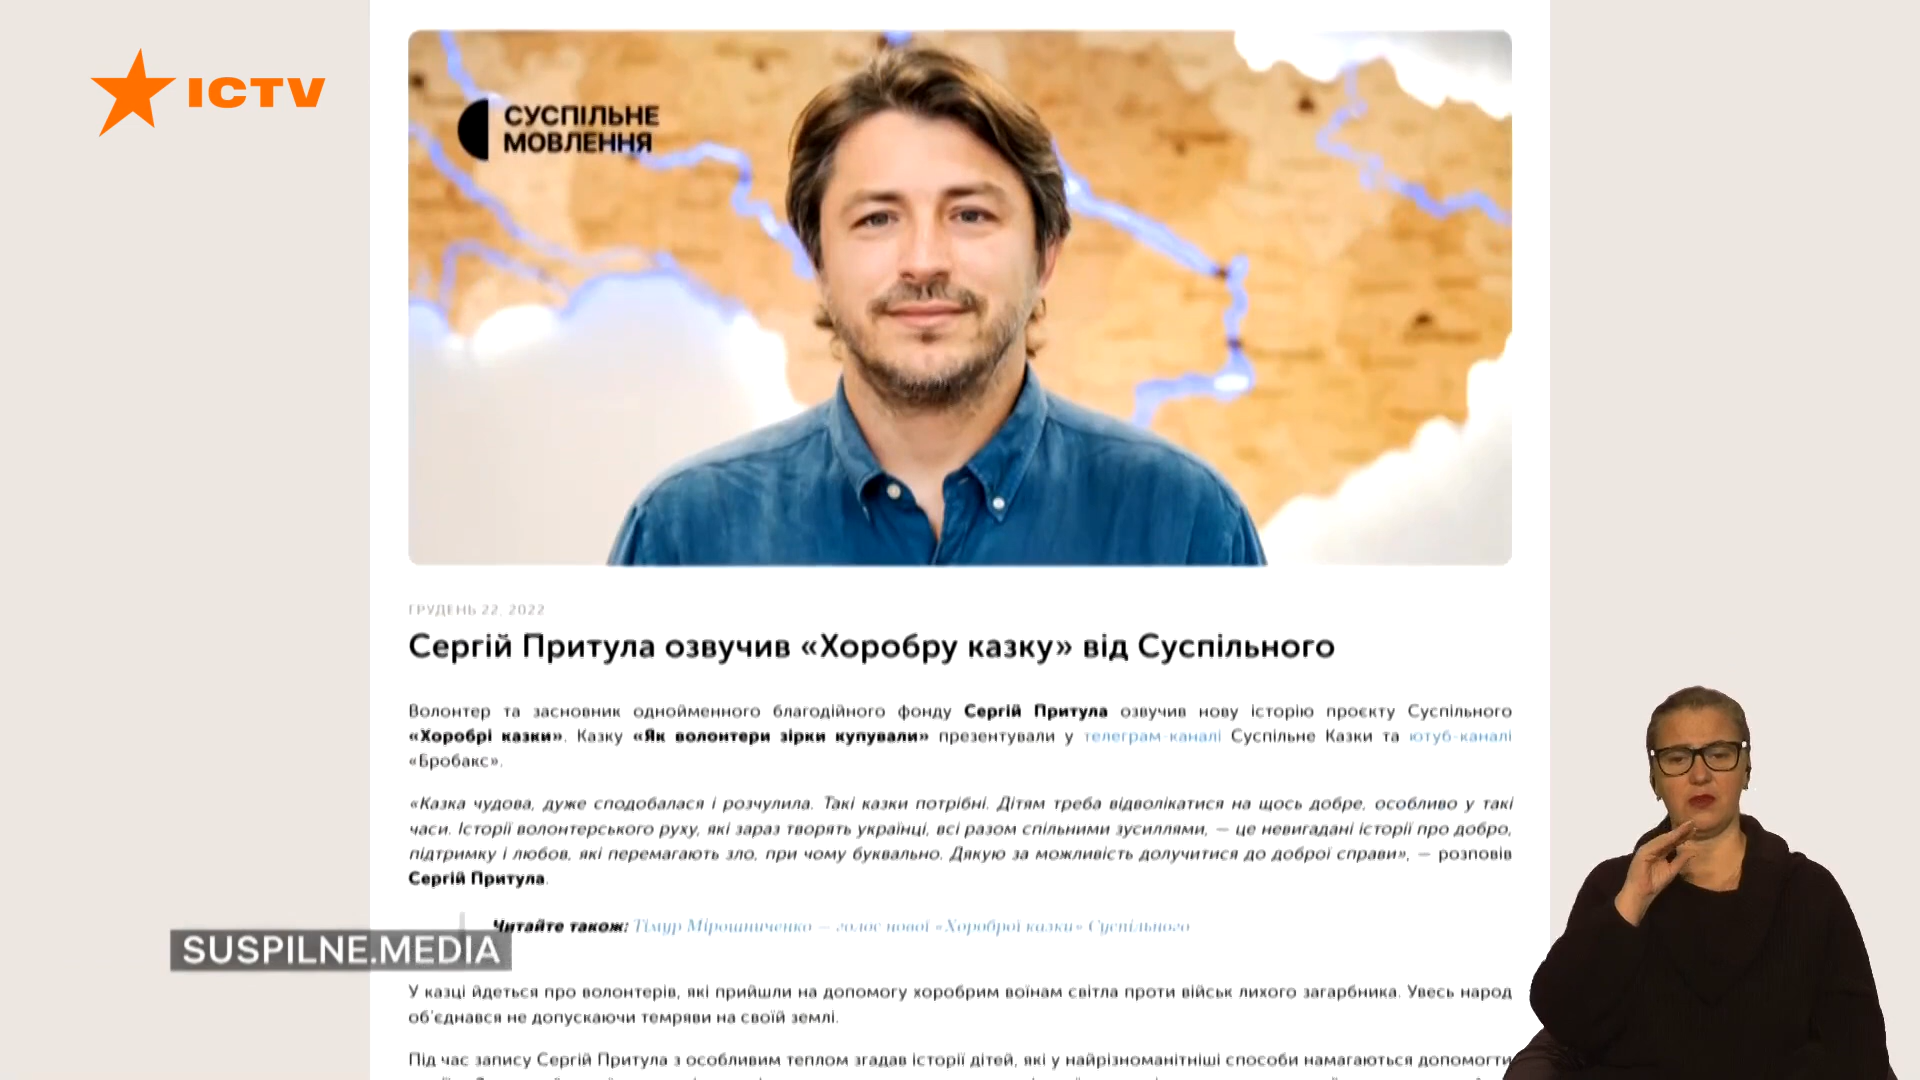 ICTV
СУСПІЛЬНЕ
МОВЛЕННЯ
ГРУДЕНЬ 22, 2022
Сергій Притула озвучив «Хоробру казку» від Суспільного
Волонтер та засновник однойменного благодійного фонду Сергій Притула озвучив нову історію проєкту Суспільного
«Хоробрі казки». Казку «Як волонтери зірки купували» презентували у телеграм-каналі Суспільне Казки та ютуб-каналі
«Бробакс».
«Казка чудова, дуже сподобалася і розчулила. Такі казки потрібні. Дітям треба відволікатися на щось добре, особливо у такі
часи. Історії волонтерського руху, які зараз творять українці, всі разом спільними зусиллями, — це невигадані історії про добро,
підтримку і любов, які перемагають зло, при чому буквально. Дякую за можливість долучитися до доброї справи», — розповів
Сергій Притула.
Читайте також: Тімур Мірошниченко — голос нової «Хороброї казки» Суспільного
SUSPILNE.MEDIA
У казці йдеться про волонтерів, які прийшли на допомогу хоробрим воїнам світла проти військ лихого загарбника. Увесь народ
об'єднався не допускаючи темряви на своїй землі.
Під час запису Сергій Притула з особливим теплом згадав історії дітей, які у найрізноманітніші способи намагаються допомогти